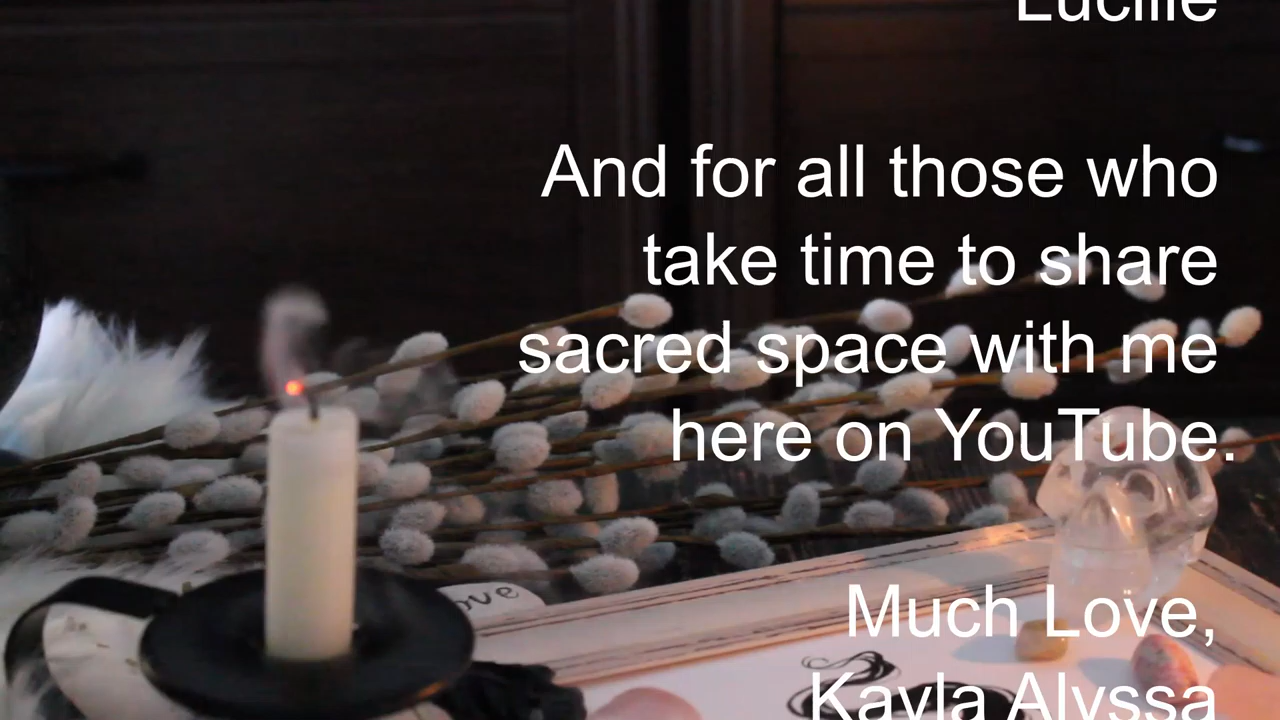 Lucille
And for all those who
take time to share
sacred space with me
here on YouTube.
ove
Much Love,
Kayla Alyssa